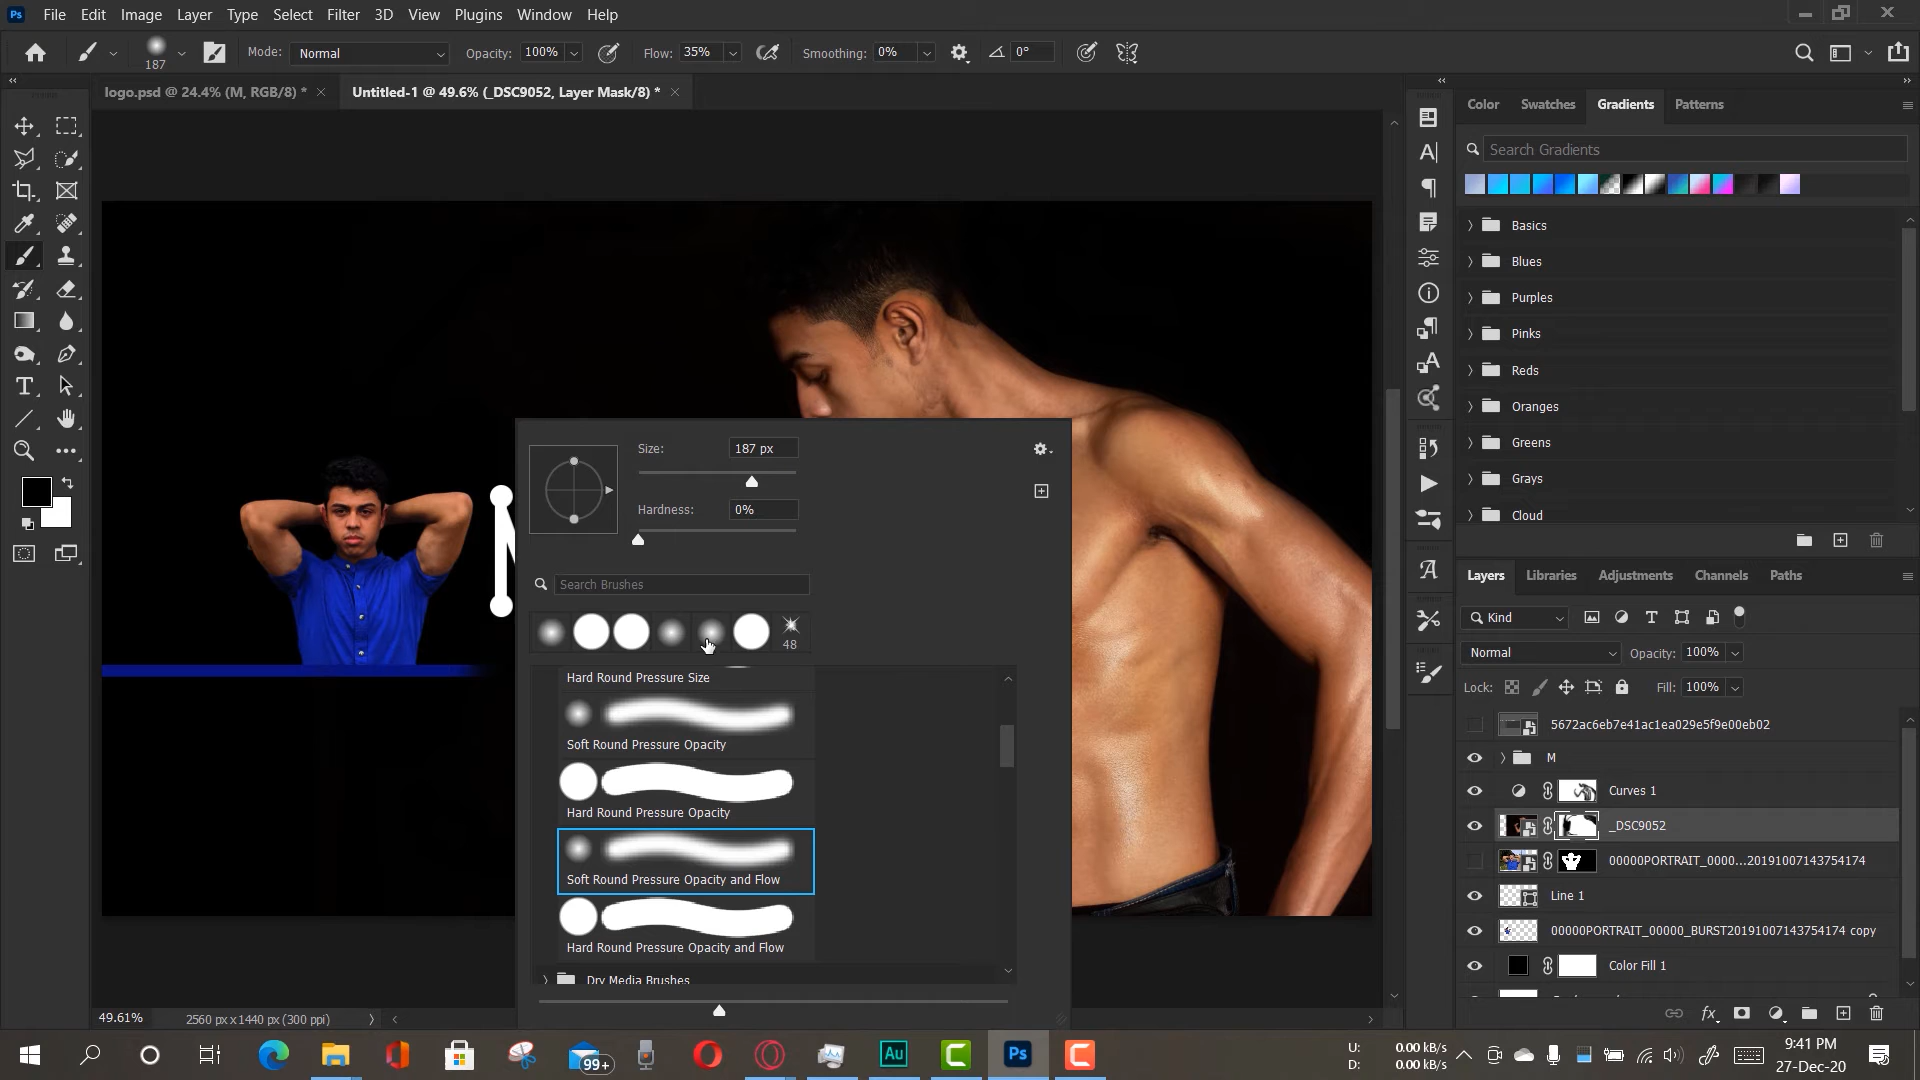 Ps File Edit Image Layer Type Select Filter 3D View Plugins Window Help
187 Mode: Normal Opacity: 100% Flow: 35% Smoothing: 0% 0°
logo.psd @ 24.4% (M, RGB/8) * Untitled-1 @ 49.6% (_DSC9052, Layer Mask/8) *
Color Swatches Gradients Patterns
Search Gradients
Basics
Blues
Purples
Pinks
Reds
Oranges
Greens
Grays
Cloud
Size: 187 px
Hardness: 0%
Search Brushes
48
Hard Round Pressure Size
Soft Round Pressure Opacity
Hard Round Pressure Opacity
Soft Round Pressure Opacity and Flow
Hard Round Pressure Opacity and Flow
Dry Media Brushes
Layers Libraries Adjustments Channels Paths
Kind
Normal Opacity: 100%
Lock: Fill: 100%
5672ac6eb7e41ac1ea029e5f9e00eb02
M
Curves 1
_DSC9052
00000PORTRAIT_0000...20191007143754174
Line 1
00000PORTRAIT_00000_BURST20191007143754174 copy
Color Fill 1
fx
49.61% 2560 px x 1440 px (300 ppi)
99+ Au Ps
U: 0.00 kB/s
D: 0.00 kB/s
9:41 PM
27-Dec-20